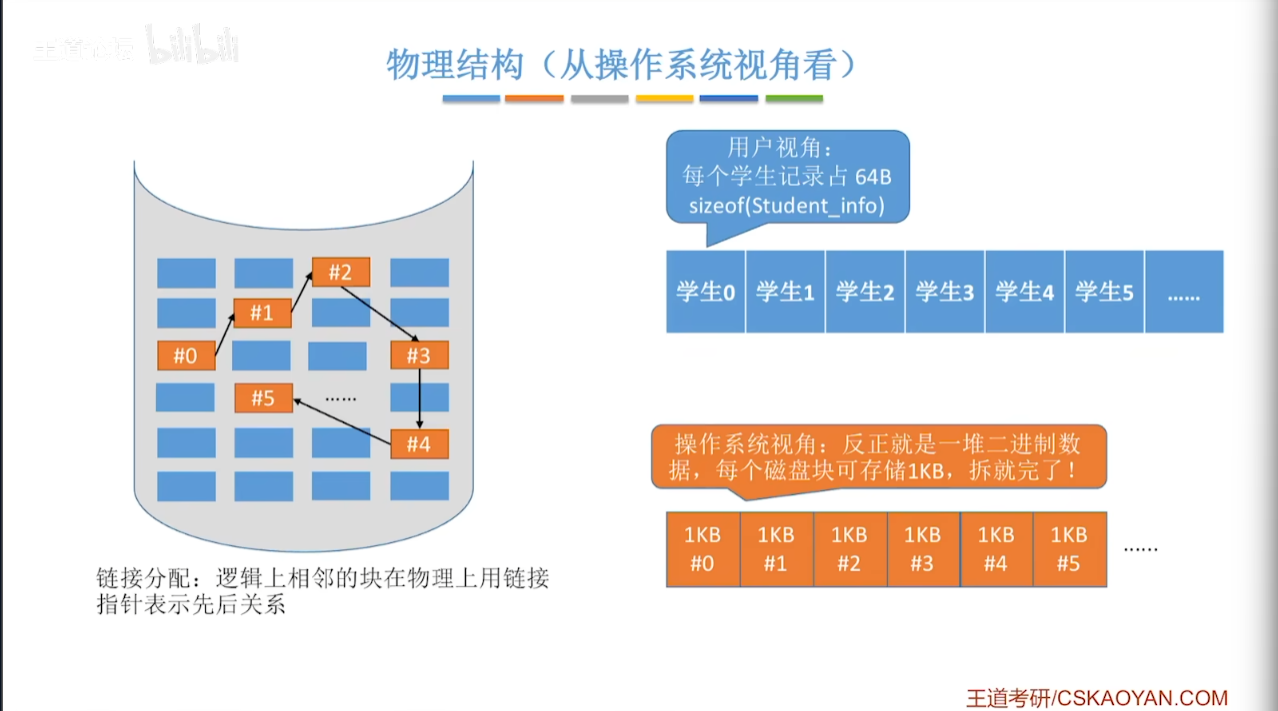 王道论坛 bilibili
物理结构（从操作系统视角看）
用户视角：
每个学生记录占 64B
sizeof(Student_info)
学生0 学生1 学生2 学生3 学生4 学生5 ……
#2
#1
#0 #3
#5 ……
#4
操作系统视角：反正就是一堆二进制数
据，每个磁盘块可存储1KB，拆就完了！
1KB 1KB 1KB 1KB 1KB 1KB
#0 #1 #2 #3 #4 #5 ……
链接分配：逻辑上相邻的块在物理上用链接
指针表示先后关系
王道考研/CSKAOYAN.COM